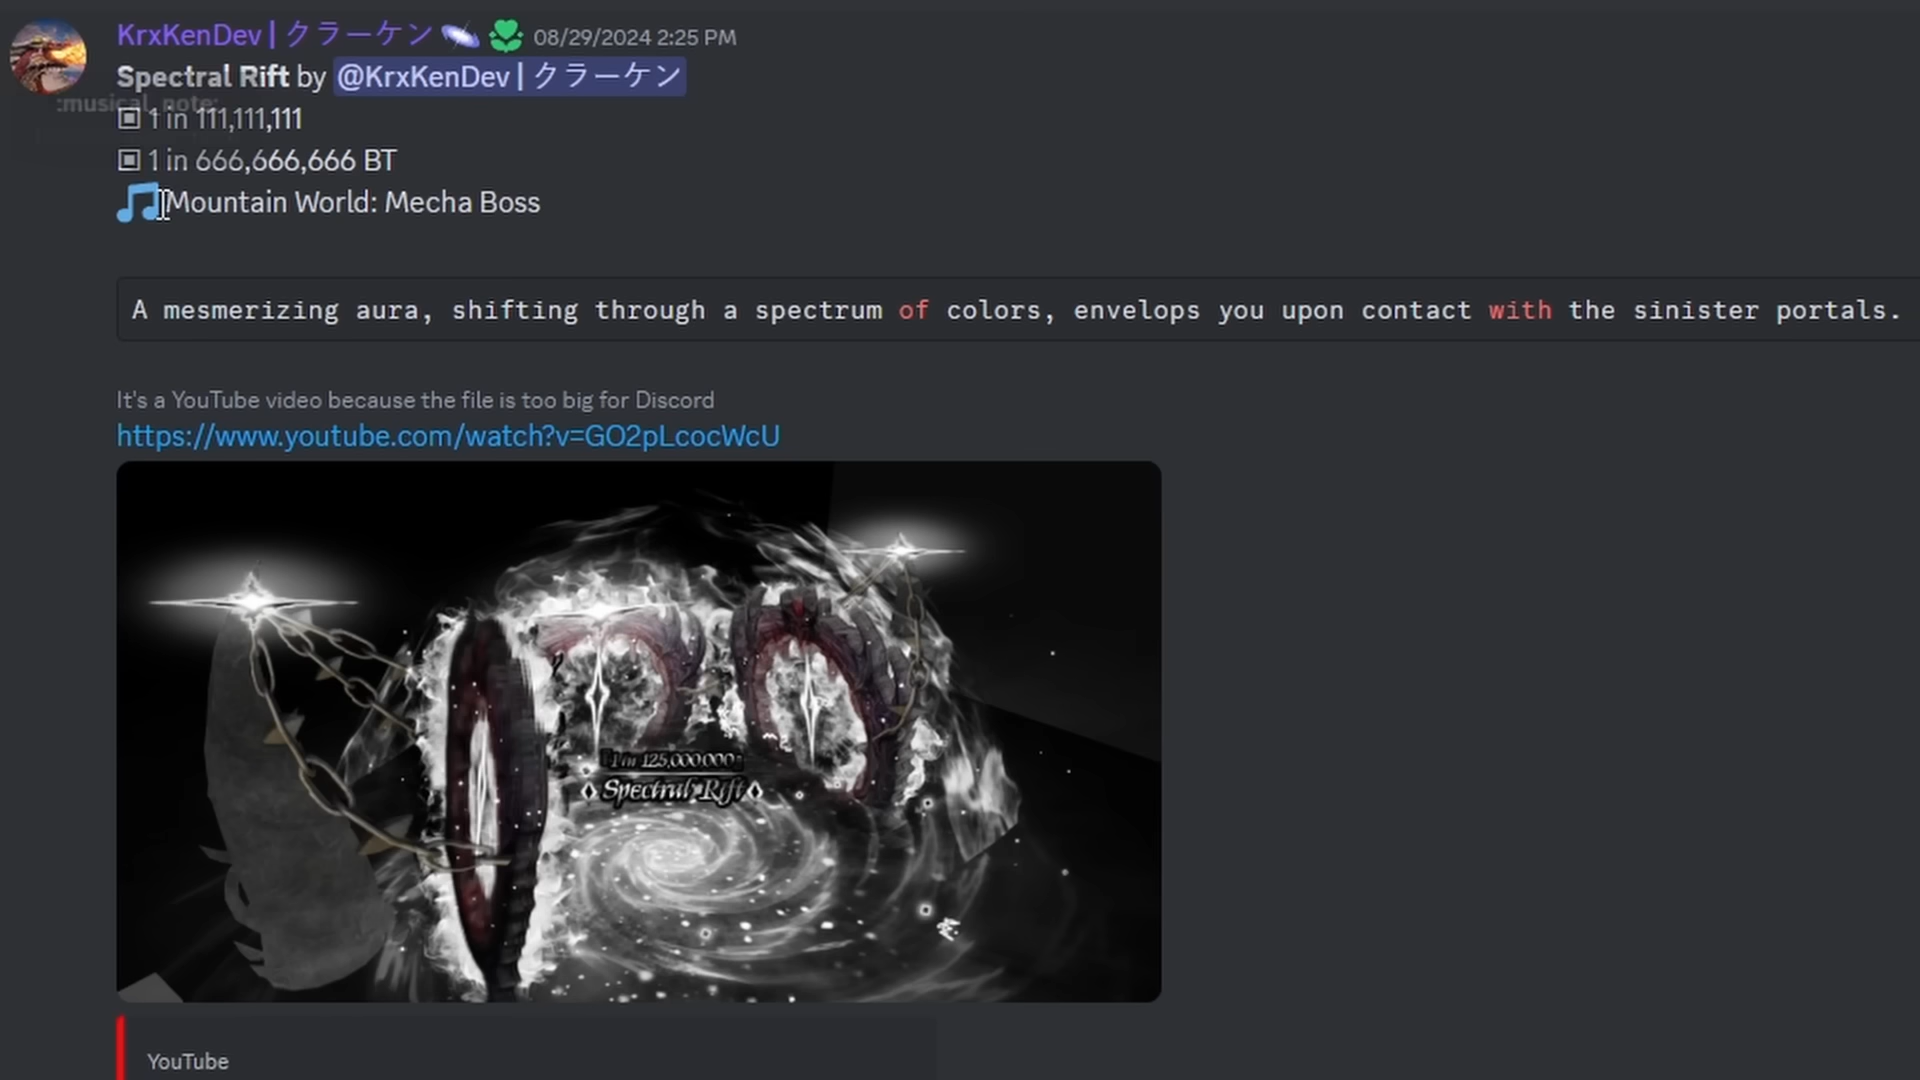 KrxKenDev | クラーケン 08/29/2024 2:25 PM
Spectral Rift by @KrxKenDev | クラーケン
:musical_note:
1 in 111,111,111
1 in 666,666,666 BT
Mountain World: Mecha Boss
A mesmerizing aura, shifting through a spectrum of colors, envelops you upon contact with the sinister portals.
It's a YouTube video because the file is too big for Discord
https://www.youtube.com/watch?v=GO2pLcocWcU
1 in 125,000,000
Spectral Rift
YouTube